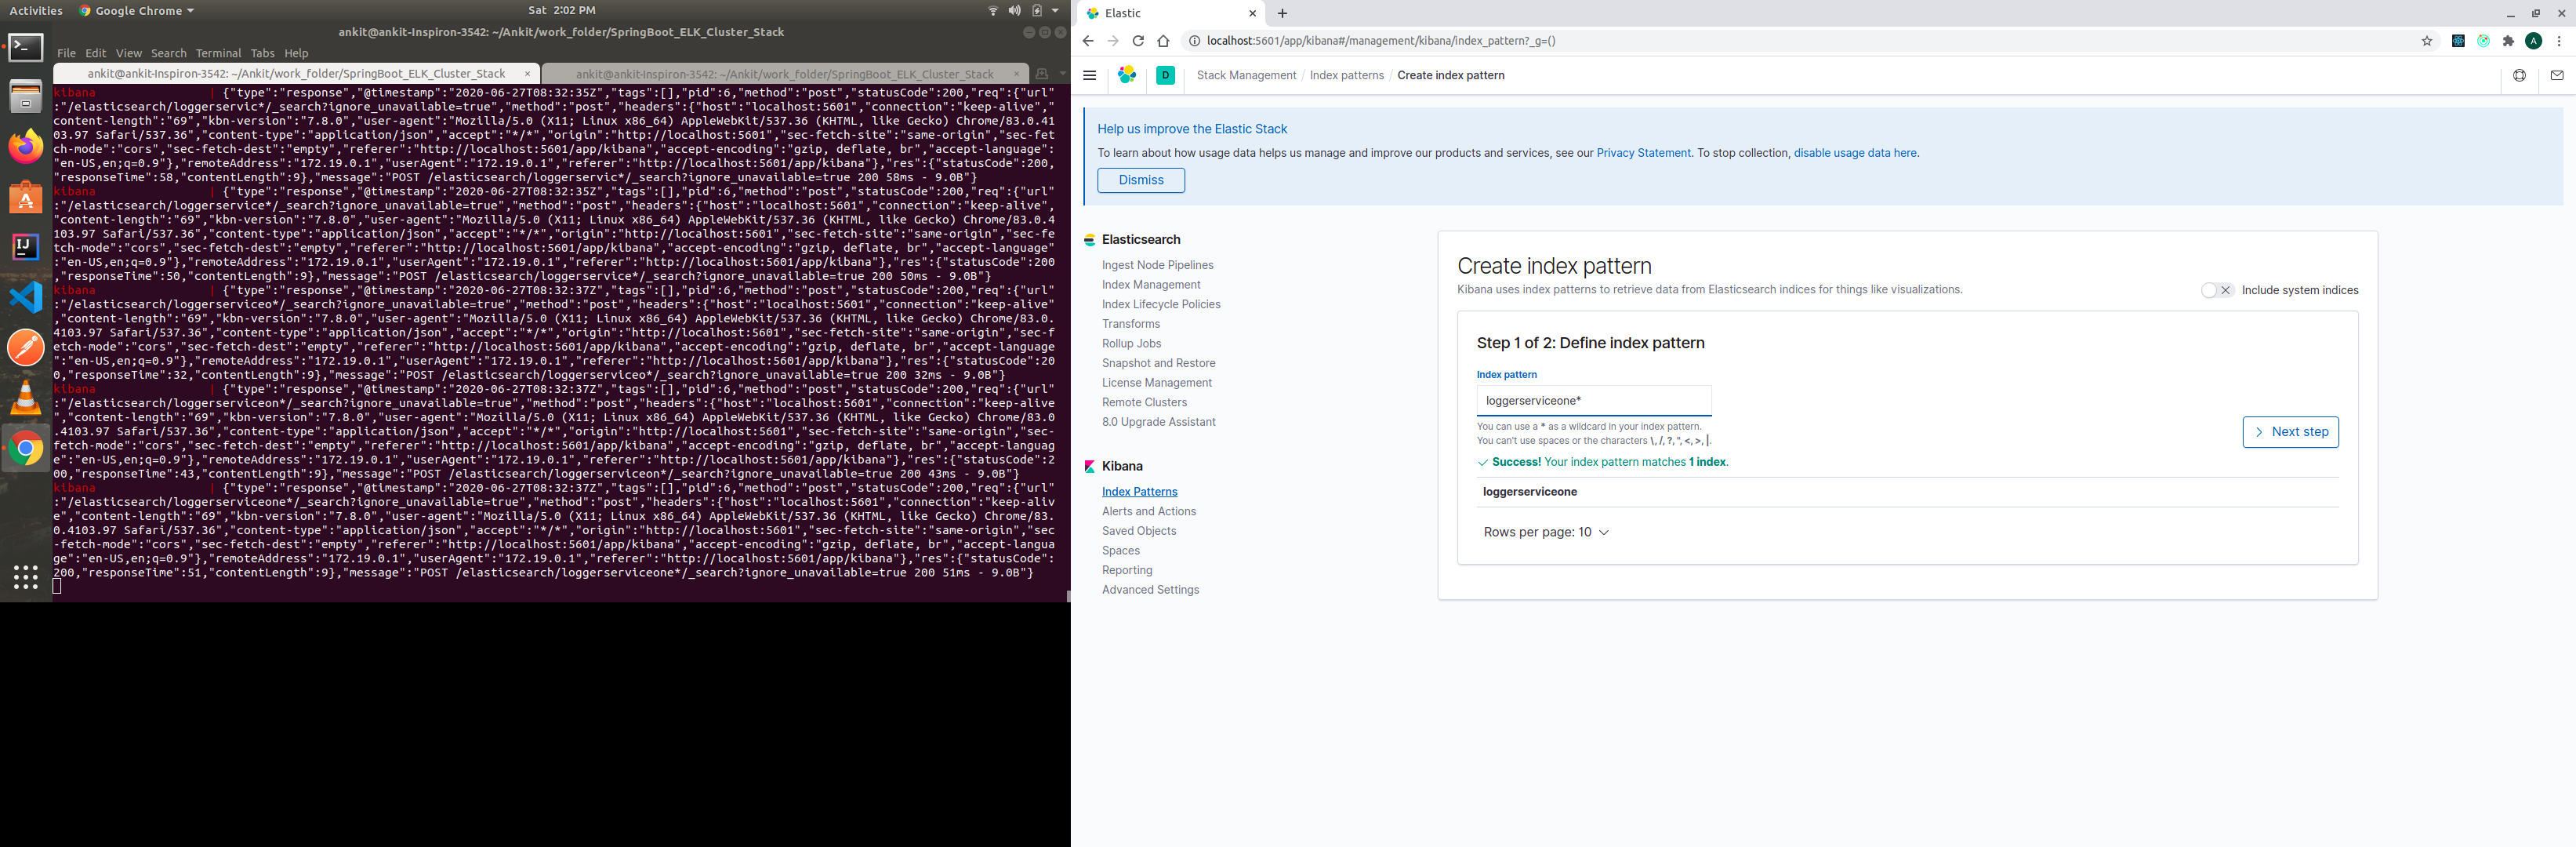 Activities Google Chrome Sat 2:02 PM
ankit@ankit-Inspiron-3542: ~/Ankit/work_folder/SpringBoot_ELK_Cluster_Stack
File Edit View Search Terminal Tabs Help
ankit@ankit-Inspiron-3542: ~/Ankit/work_folder/SpringBoot_ELK_Cluster_Stack × ankit@ankit-Inspiron-3542: ~/Ankit/work_folder/SpringBoot_ELK_Cluster_Stack ×
kibana | {"type":"response","@timestamp":"2020-06-27T08:32:35Z","tags":[],"pid":6,"method":"post","statusCode":200,"req":{"url"
:"/elasticsearch/loggerservic*/_search?ignore_unavailable=true","method":"post","headers":{"host":"localhost:5601","connection":"keep-alive",
"content-length":"69","kbn-version":"7.8.0","user-agent":"Mozilla/5.0 (X11; Linux x86_64) AppleWebKit/537.36 (KHTML, like Gecko) Chrome/83.0.41
03.97 Safari/537.36","content-type":"application/json","accept":"*/*","origin":"http://localhost:5601","sec-fetch-site":"same-origin","sec-fet
ch-mode":"cors","sec-fetch-dest":"empty","referer":"http://localhost:5601/app/kibana","accept-encoding":"gzip, deflate, br","accept-language":
"en-US,en;q=0.9"},"remoteAddress":"172.19.0.1","userAgent":"172.19.0.1","referer":"http://localhost:5601/app/kibana"},"res":{"statusCode":200,
"responseTime":58,"contentLength":9},"message":"POST /elasticsearch/loggerservic*/_search?ignore_unavailable=true 200 58ms - 9.0B"}
kibana | {"type":"response","@timestamp":"2020-06-27T08:32:35Z","tags":[],"pid":6,"method":"post","statusCode":200,"req":{"url"
:"/elasticsearch/loggerservice*/_search?ignore_unavailable=true","method":"post","headers":{"host":"localhost:5601","connection":"keep-alive"
,"content-length":"69","kbn-version":"7.8.0","user-agent":"Mozilla/5.0 (X11; Linux x86_64) AppleWebKit/537.36 (KHTML, like Gecko) Chrome/83.0.4
103.97 Safari/537.36","content-type":"application/json","accept":"*/*","origin":"http://localhost:5601","sec-fetch-site":"same-origin","sec-fe
tch-mode":"cors","sec-fetch-dest":"empty","referer":"http://localhost:5601/app/kibana","accept-encoding":"gzip, deflate, br","accept-language"
:"en-US,en;q=0.9"},"remoteAddress":"172.19.0.1","userAgent":"172.19.0.1","referer":"http://localhost:5601/app/kibana"},"res":{"statusCode":200
,"responseTime":50,"contentLength":9},"message":"POST /elasticsearch/loggerservice*/_search?ignore_unavailable=true 200 50ms - 9.0B"}
kibana | {"type":"response","@timestamp":"2020-06-27T08:32:37Z","tags":[],"pid":6,"method":"post","statusCode":200,"req":{"url"
:"/elasticsearch/loggerserviceo*/_search?ignore_unavailable=true","method":"post","headers":{"host":"localhost:5601","connection":"keep-alive"
,"content-length":"69","kbn-version":"7.8.0","user-agent":"Mozilla/5.0 (X11; Linux x86_64) AppleWebKit/537.36 (KHTML, like Gecko) Chrome/83.0.
4103.97 Safari/537.36","content-type":"application/json","accept":"*/*","origin":"http://localhost:5601","sec-fetch-site":"same-origin","sec-f
etch-mode":"cors","sec-fetch-dest":"empty","referer":"http://localhost:5601/app/kibana","accept-encoding":"gzip, deflate, br","accept-language
":"en-US,en;q=0.9"},"remoteAddress":"172.19.0.1","userAgent":"172.19.0.1","referer":"http://localhost:5601/app/kibana"},"res":{"statusCode":20
0,"responseTime":32,"contentLength":9},"message":"POST /elasticsearch/loggerserviceo*/_search?ignore_unavailable=true 200 32ms - 9.0B"}
kibana | {"type":"response","@timestamp":"2020-06-27T08:32:37Z","tags":[],"pid":6,"method":"post","statusCode":200,"req":{"url"
:"/elasticsearch/loggerserviceon*/_search?ignore_unavailable=true","method":"post","headers":{"host":"localhost:5601","connection":"keep-alive
","content-length":"69","kbn-version":"7.8.0","user-agent":"Mozilla/5.0 (X11; Linux x86_64) AppleWebKit/537.36 (KHTML, like Gecko) Chrome/83.0
.4103.97 Safari/537.36","content-type":"application/json","accept":"*/*","origin":"http://localhost:5601","sec-fetch-site":"same-origin","sec-
fetch-mode":"cors","sec-fetch-dest":"empty","referer":"http://localhost:5601/app/kibana","accept-encoding":"gzip, deflate, br","accept-languag
e":"en-US,en;q=0.9"},"remoteAddress":"172.19.0.1","userAgent":"172.19.0.1","referer":"http://localhost:5601/app/kibana"},"res":{"statusCode":2
00,"responseTime":43,"contentLength":9},"message":"POST /elasticsearch/loggerserviceon*/_search?ignore_unavailable=true 200 43ms - 9.0B"}
kibana | {"type":"response","@timestamp":"2020-06-27T08:32:37Z","tags":[],"pid":6,"method":"post","statusCode":200,"req":{"url"
:"/elasticsearch/loggerserviceone*/_search?ignore_unavailable=true","method":"post","headers":{"host":"localhost:5601","connection":"keep-aliv
e","content-length":"69","kbn-version":"7.8.0","user-agent":"Mozilla/5.0 (X11; Linux x86_64) AppleWebKit/537.36 (KHTML, like Gecko) Chrome/83.
0.4103.97 Safari/537.36","content-type":"application/json","accept":"*/*","origin":"http://localhost:5601","sec-fetch-site":"same-origin","sec
-fetch-mode":"cors","sec-fetch-dest":"empty","referer":"http://localhost:5601/app/kibana","accept-encoding":"gzip, deflate, br","accept-langua
ge":"en-US,en;q=0.9"},"remoteAddress":"172.19.0.1","userAgent":"172.19.0.1","referer":"http://localhost:5601/app/kibana"},"res":{"statusCode":
200,"responseTime":51,"contentLength":9},"message":"POST /elasticsearch/loggerserviceone*/_search?ignore_unavailable=true 200 51ms - 9.0B"}
Elastic
localhost:5601/app/kibana#/management/kibana/index_pattern?_g=()
A
D Stack Management / Index patterns / Create index pattern
Help us improve the Elastic Stack
To learn about how usage data helps us manage and improve our products and services, see our Privacy Statement. To stop collection, disable usage data here.
Dismiss
Elasticsearch
Ingest Node Pipelines
Index Management
Index Lifecycle Policies
Transforms
Rollup Jobs
Snapshot and Restore
License Management
Remote Clusters
8.0 Upgrade Assistant
Kibana
Index Patterns
Alerts and Actions
Saved Objects
Spaces
Reporting
Advanced Settings
Create index pattern
Kibana uses index patterns to retrieve data from Elasticsearch indices for things like visualizations.
Include system indices
Step 1 of 2: Define index pattern
Index pattern
loggerserviceone*
You can use a * as a wildcard in your index pattern.
You can't use spaces or the characters \, /, ?, ", <, >, |.
Next step
Success! Your index pattern matches 1 index.
loggerserviceone
Rows per page: 10